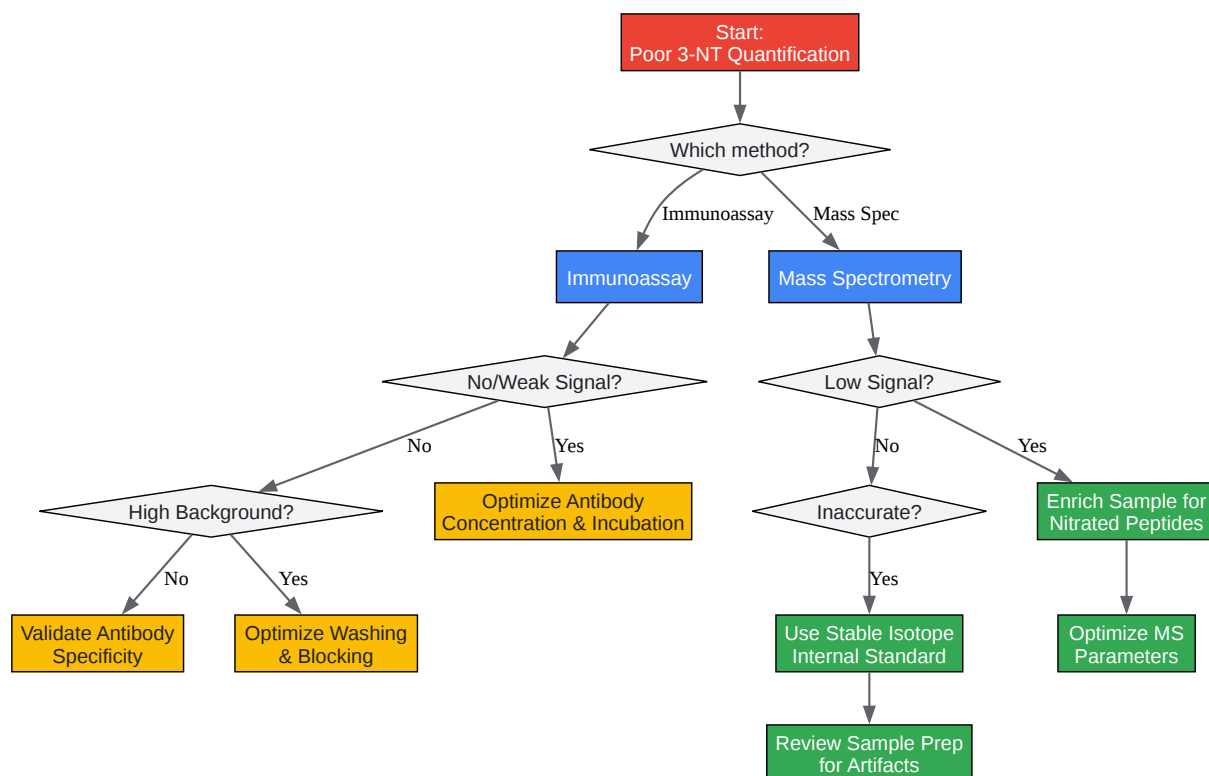 Start:
Poor 3-NT Quantification
Which method?
Immunoassay
Mass Spec
Immunoassay
Mass Spectrometry
No/Weak Signal?
Low Signal?
No
Yes
No
Yes
High Background?
Optimize Antibody
Concentration & Incubation
Inaccurate?
Enrich Sample for
Nitrated Peptides
No
Yes
Yes
Validate Antibody
Specificity
Optimize Washing
& Blocking
Use Stable Isotope
Internal Standard
Optimize MS
Parameters
Review Sample Prep
for Artifacts